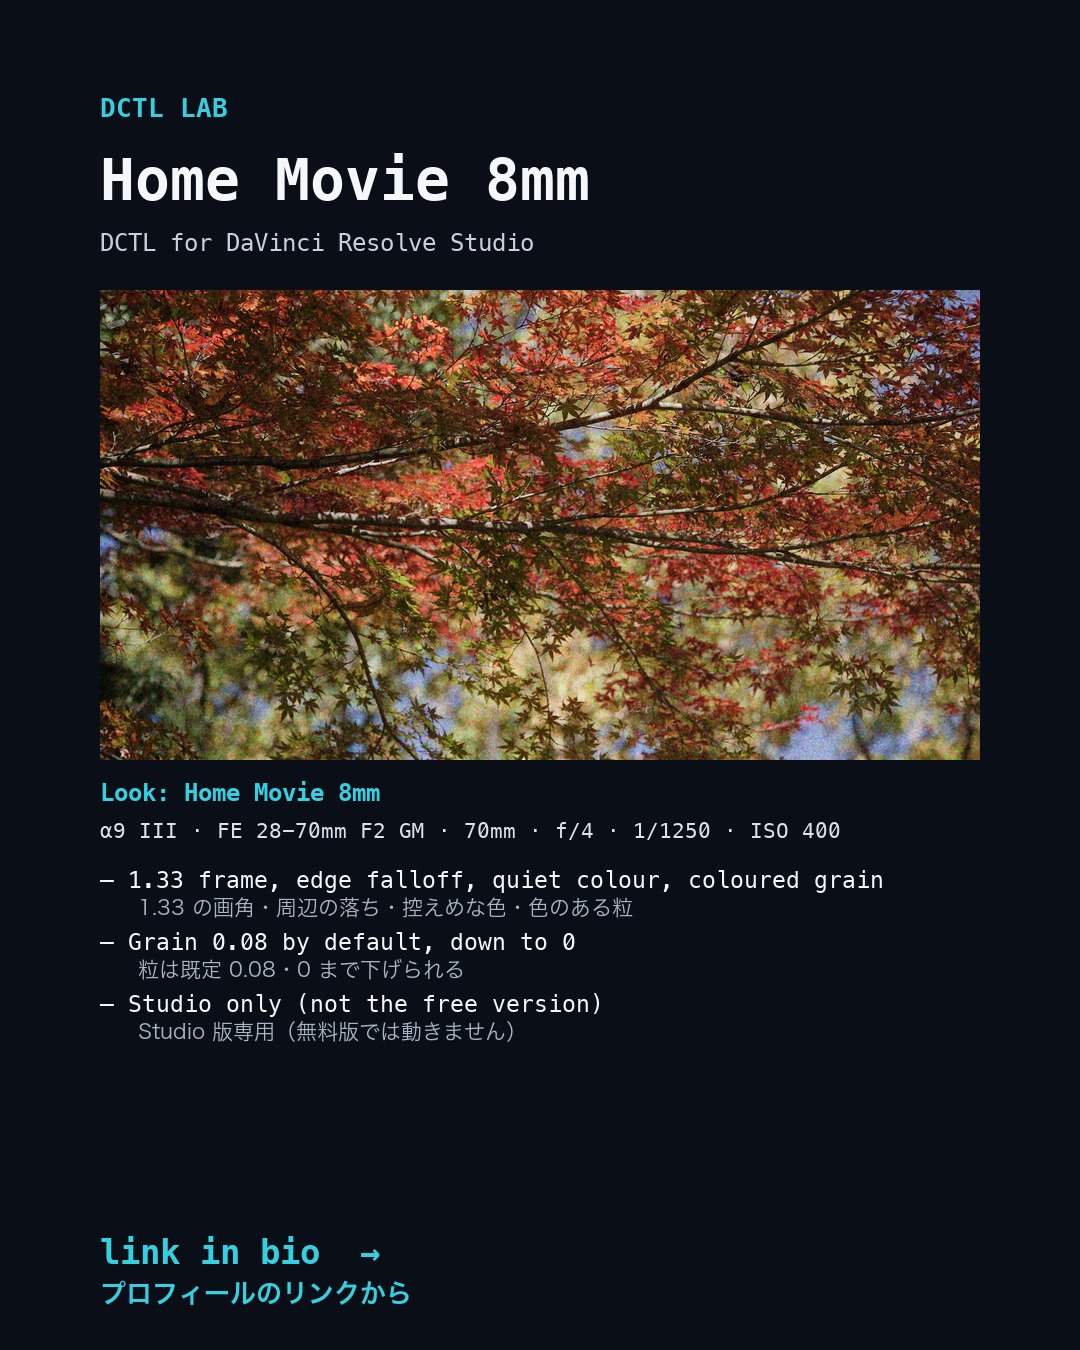 DCTL LAB
Home Movie 8mm
DCTL for DaVinci Resolve Studio
Look: Home Movie 8mm
α9 III · FE 28–70mm F2 GM · 70mm · f/4 · 1/1250 · ISO 400
— 1.33 frame, edge falloff, quiet colour, coloured grain
1.33 の画角・周辺の落ち・控えめな色・色のある粒
— Grain 0.08 by default, down to 0
粒は既定 0.08・0 まで下げられる
— Studio only (not the free version)
Studio 版専用（無料版では動きません）
link in bio →
プロフィールのリンクから